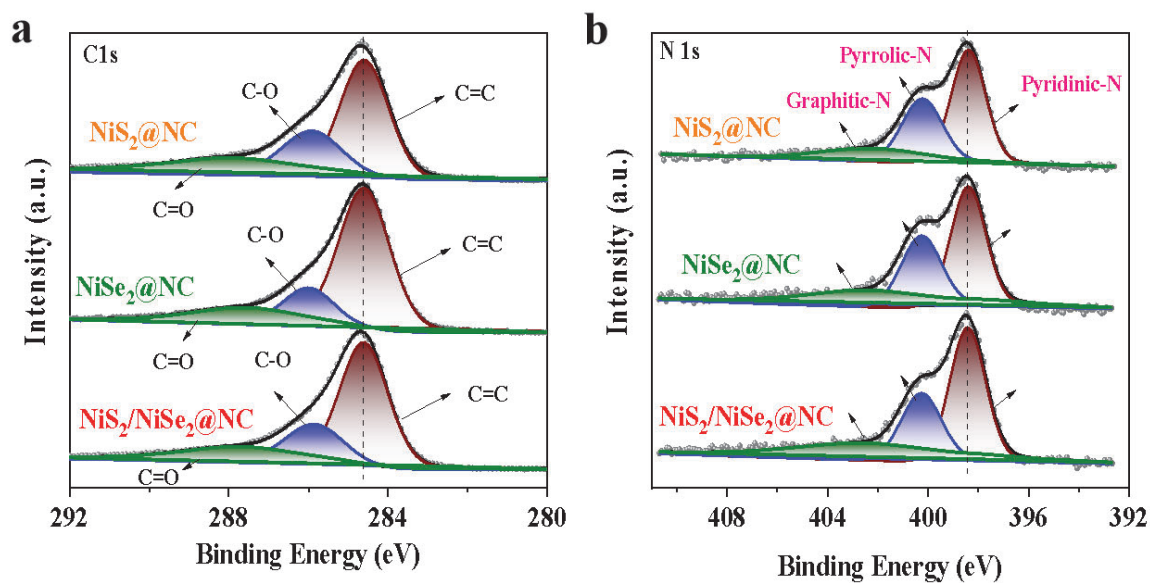 a
C1s
C-O
C=C
NiS2@NC
C=O
C-O
C=C
NiSe2@NC
C=O
C-O
C=C
NiS2/NiSe2@NC
C=O
292 288 284 280
Binding Energy (eV)
Intensity (a.u.)
b
N 1s
Pyrrolic-N
Graphitic-N
Pyridinic-N
NiS2@NC
NiSe2@NC
NiS2/NiSe2@NC
408 404 400 396 392
Binding Energy (eV)
Intensity (a.u.)